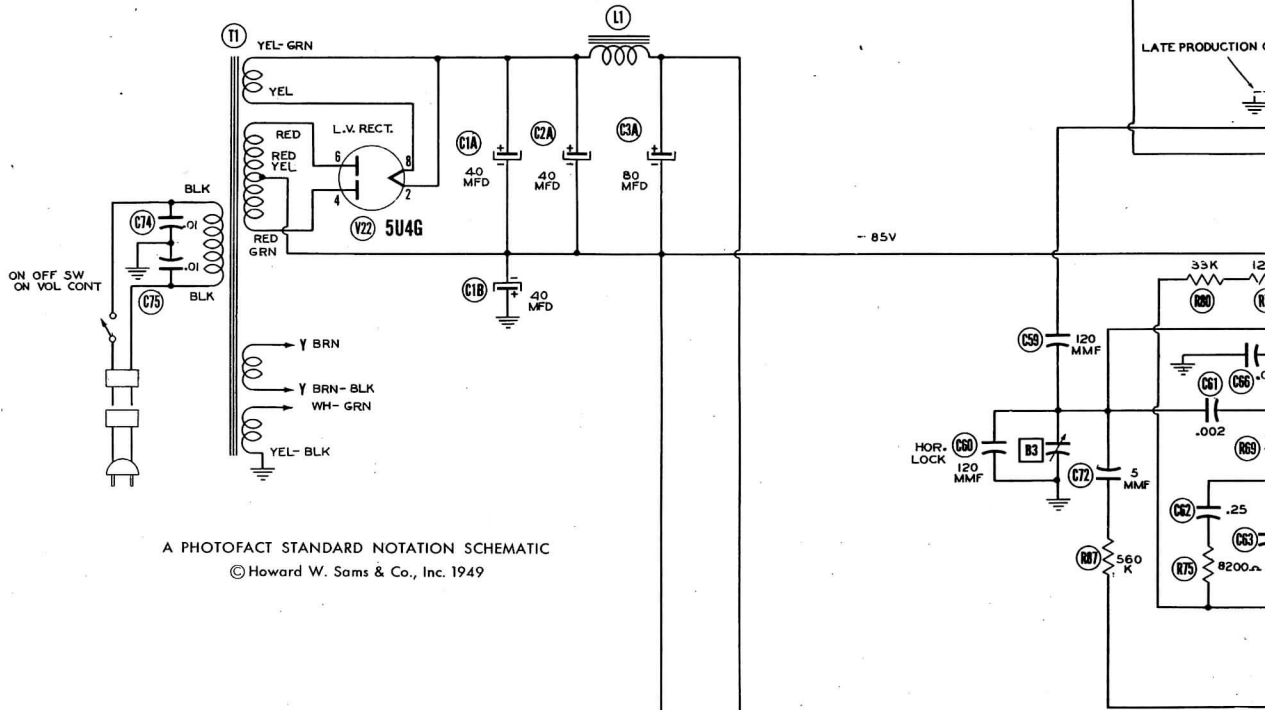 L1
T1
YEL-GRN
LATE PRODUCTION
YEL
L.V. RECT.
RED
C1A
C2A
C3A
RED
YEL
6
8
+
-
+
-
+
-
40
MFD
40
MFD
80
MFD
4
2
BLK
C74
.01
V22 5U4G
RED
GRN
- 85V
.01
ON OFF SW
ON VOL CONT
C75
BLK
C1B
-
+
40
MFD
33K
R80
C59
120
MMF
Y BRN
Y BRN-BLK
WH-GRN
C61
C66
.002
HOR.
LOCK
C60
120
MMF
B3
R69
YEL-BLK
C72
5
MMF
C62
.25
C63
R87
560
K
R75
8200Ω
A PHOTOFACT STANDARD NOTATION SCHEMATIC
© Howard W. Sams & Co., Inc. 1949